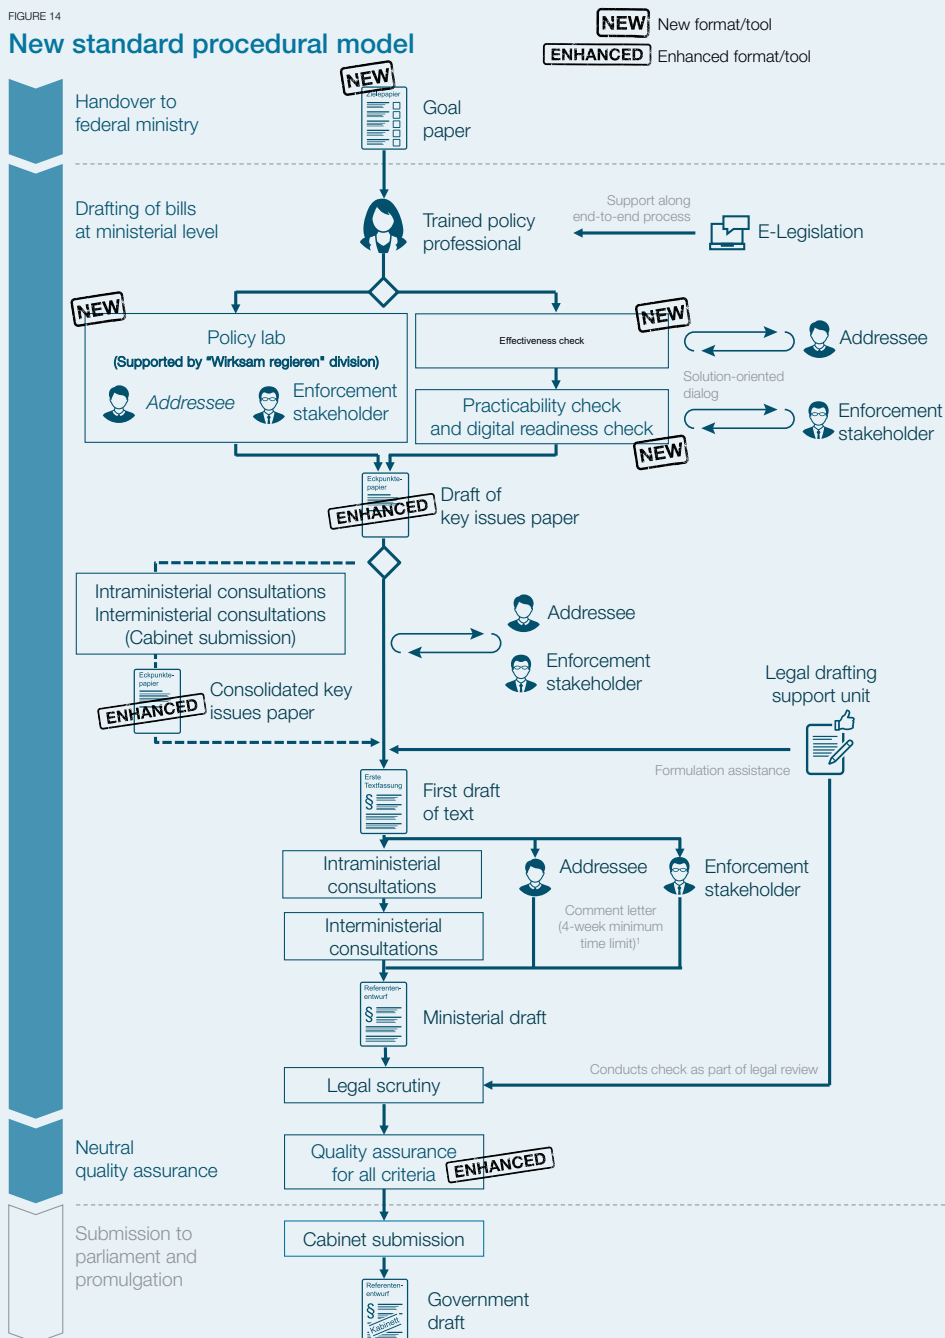 FIGURE 14
New standard procedural model
NEW New format/tool
ENHANCED Enhanced format/tool
Handover to
federal ministry
NEW
Zielepapier
Goal
paper
Drafting of bills
at ministerial level
Trained policy
professional
Support along
end-to-end process
E-Legislation
NEW
Policy lab
(Supported by "Wirksam regieren" division)
Addressee
Enforcement
stakeholder
NEW
Effectiveness check
Practicability check
and digital readiness check
NEW
Addressee
Solution-oriented
dialog
Enforcement
stakeholder
Eckpunkte-
papier
ENHANCED
Draft of
key issues paper
Intraministerial consultations
Interministerial consultations
(Cabinet submission)
Addressee
Enforcement
stakeholder
Eckpunkte-
papier
ENHANCED
Consolidated key
issues paper
Legal drafting
support unit
Formulation assistance
Erste
Textfassung
§
First draft
of text
Intraministerial
consultations
Interministerial
consultations
Addressee
Enforcement
stakeholder
Comment letter
(4-week minimum
time limit)¹
Referenten-
entwurf
§
Ministerial draft
Legal scrutiny
Conducts check as part of legal review
Neutral
quality assurance
Quality assurance
for all criteria
ENHANCED
Submission to
parliament and
promulgation
Cabinet submission
Referenten-
entwurf
§
Kabinett
Government
draft